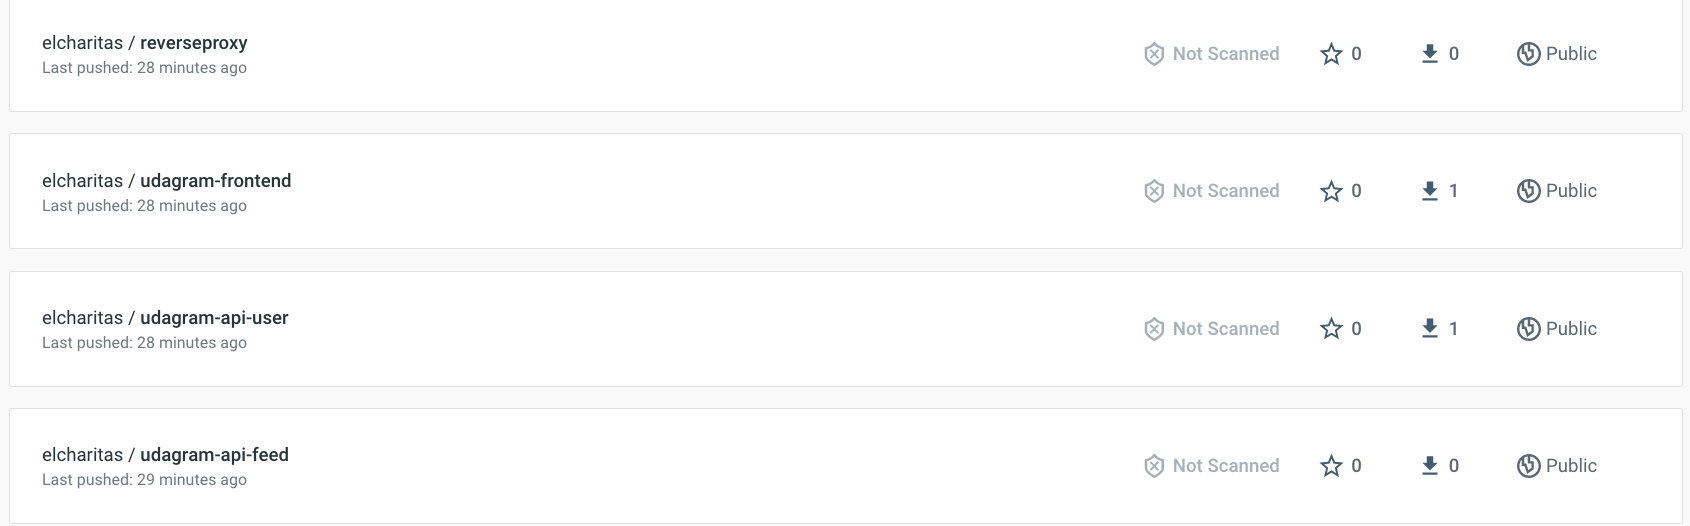 elcharitas / reverseproxy
Last pushed: 28 minutes ago
Not Scanned 0 0 Public
elcharitas / udagram-frontend
Last pushed: 28 minutes ago
Not Scanned 0 1 Public
elcharitas / udagram-api-user
Last pushed: 28 minutes ago
Not Scanned 0 1 Public
elcharitas / udagram-api-feed
Last pushed: 29 minutes ago
Not Scanned 0 0 Public